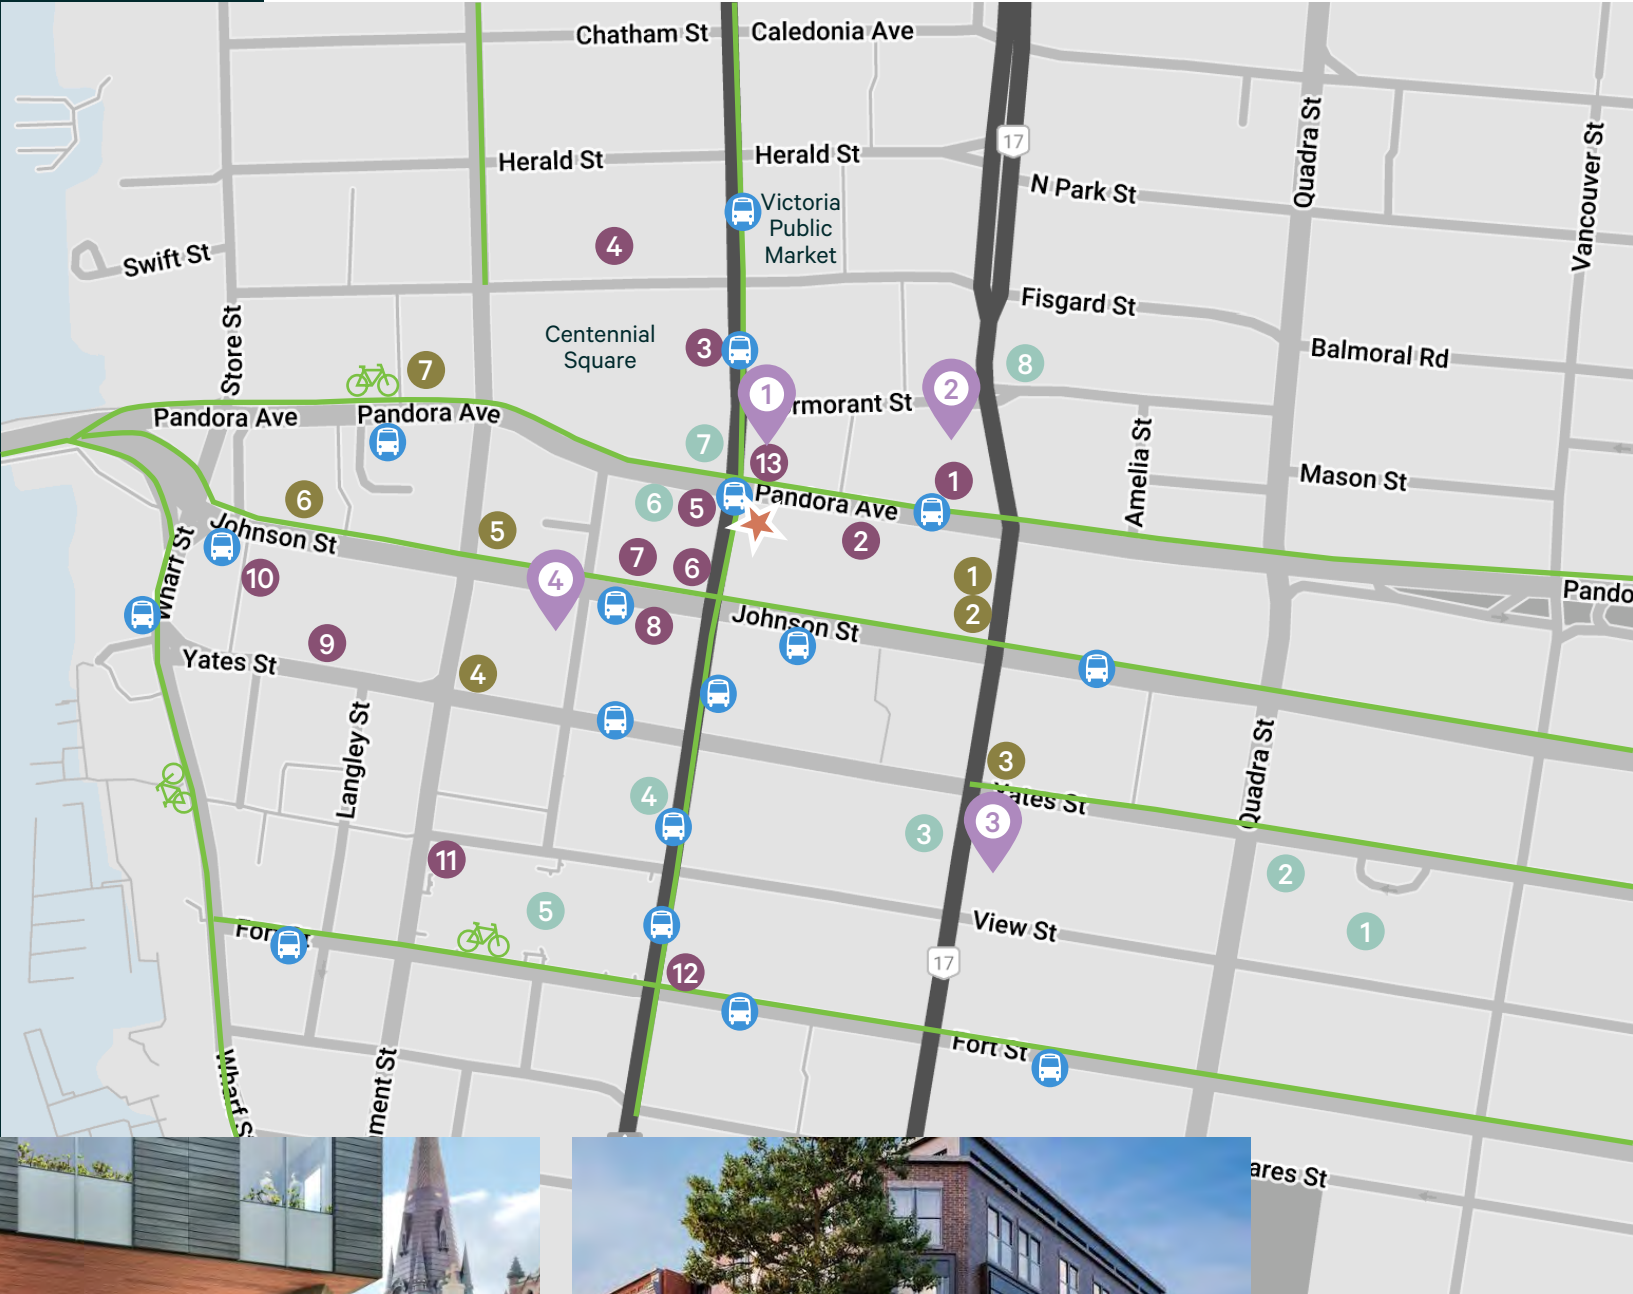 Chatham St
Caledonia Ave
17
Quadra St
Vancouver St
Herald St
Herald St
N Park St
Victoria
Public
Market
4
Swift St
Fisgard St
Store St
Centennial
Square
3
8
Balmoral Rd
7
1
2
rmorant St
Pandora Ave
Pandora Ave
7
13
Amelia St
Mason St
1
6
6
5
Pandora Ave
5
Johnson St
2
Wharf St
7
6
10
4
1
2
Pando
8
Johnson St
9
Yates St
4
Langley St
Quadra St
3
4
Yates St
3
3
11
2
5
1
View St
Fort
17
12
Fort St
Wharf S
ment St
ares St